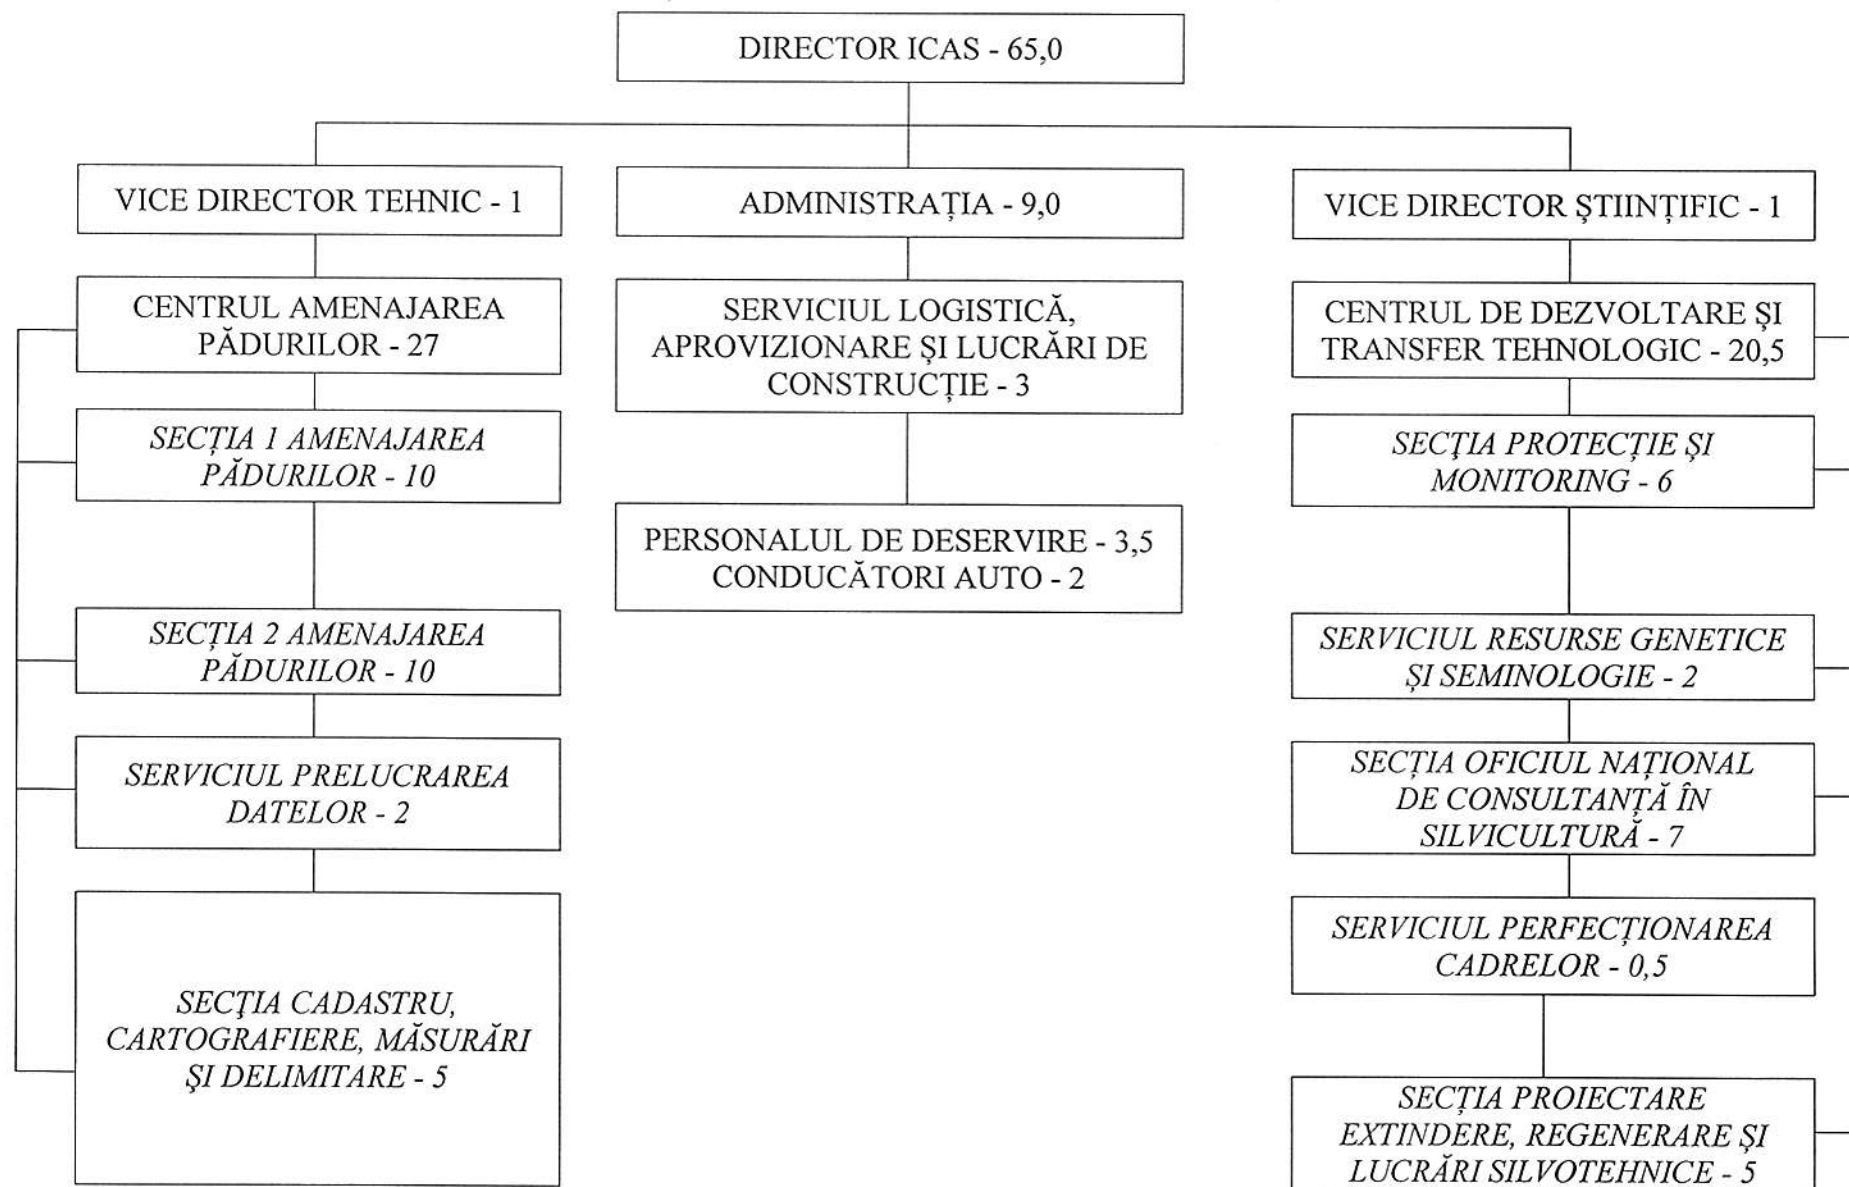 DIRECTOR ICAS - 65,0
VICE DIRECTOR TEHNIC - 1
CENTRUL AMENAJAREA
PĂDURILOR - 27
SECȚIA 1 AMENAJAREA
PĂDURILOR - 10
SECȚIA 2 AMENAJAREA
PĂDURILOR - 10
SERVICIUL PRELUCRAREA
DATELOR - 2
SECŢIA CADASTRU,
CARTOGRAFIERE, MĂSURĂRI
ŞI DELIMITARE - 5
ADMINISTRAȚIA - 9,0
SERVICIUL LOGISTICĂ,
APROVIZIONARE ȘI LUCRĂRI DE
CONSTRUCȚIE - 3
PERSONALUL DE DESERVIRE - 3,5
CONDUCĂTORI AUTO - 2
VICE DIRECTOR ȘTIINȚIFIC - 1
CENTRUL DE DEZVOLTARE ȘI
TRANSFER TEHNOLOGIC - 20,5
SECŢIA PROTECȚIE ŞI
MONITORING - 6
SERVICIUL RESURSE GENETICE
ȘI SEMINOLOGIE - 2
SECȚIA OFICIUL NAȚIONAL
DE CONSULTANȚĂ ÎN
SILVICULTURĂ - 7
SERVICIUL PERFECȚIONAREA
CADRELOR - 0,5
SECȚIA PROIECTARE
EXTINDERE, REGENERARE ȘI
LUCRĂRI SILVOTEHNICE - 5